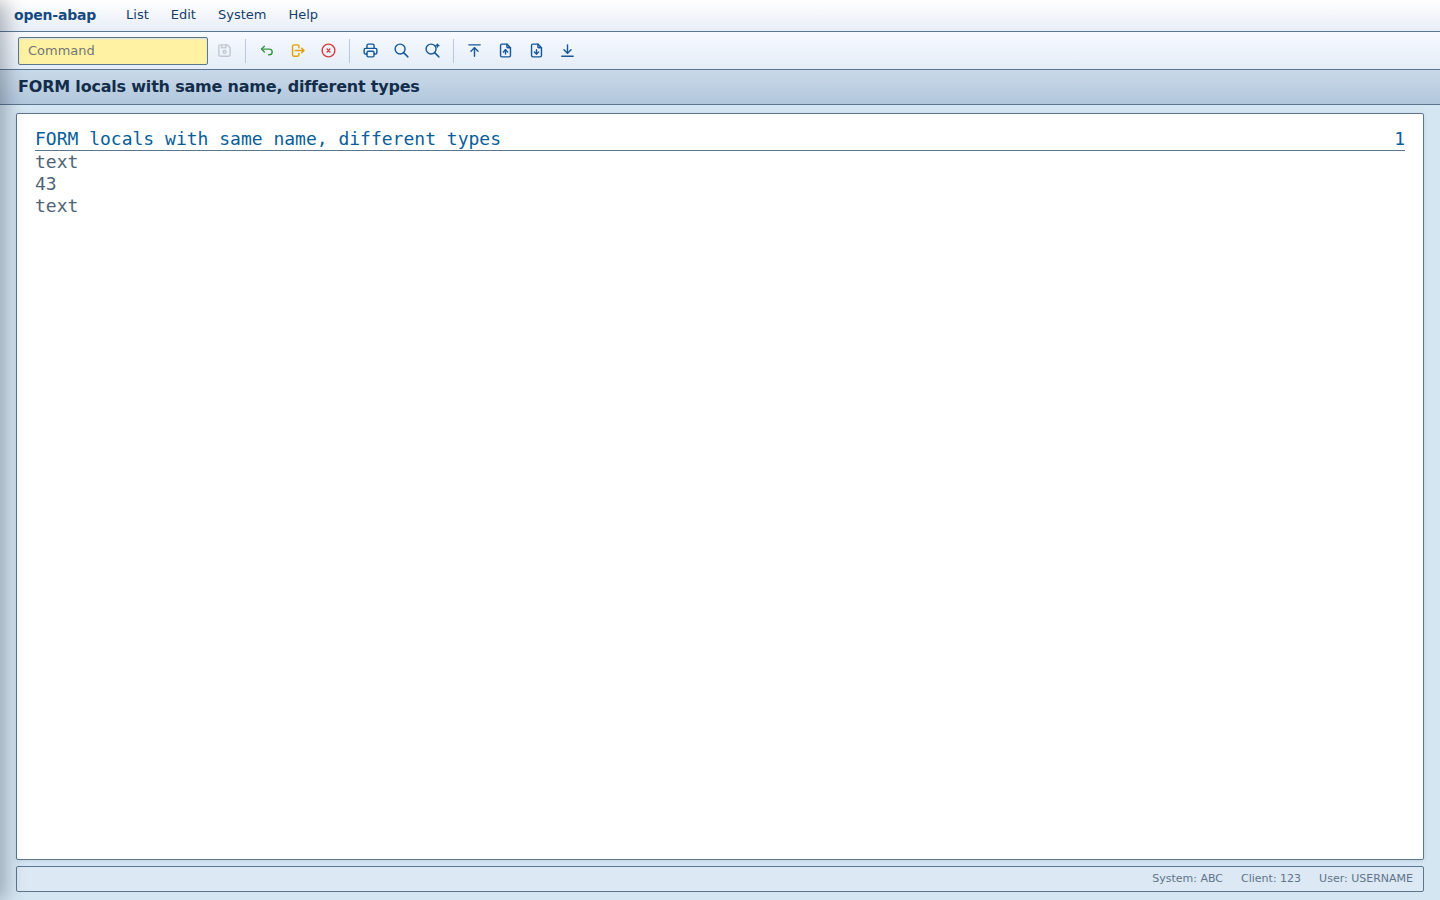 open-abap List Edit System Help
Command
FORM locals with same name, different types
FORM locals with same name, different types 1
text
43
text
System: ABC Client: 123 User: USERNAME